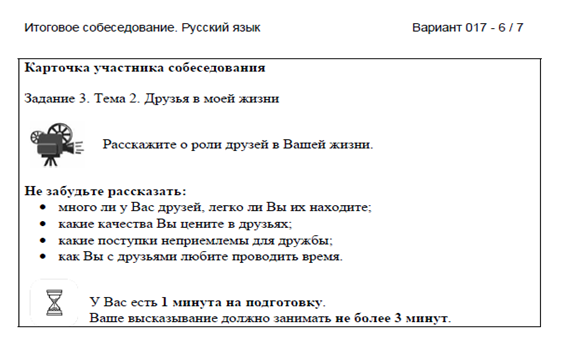 Итоговое собеседование. Русский язык Вариант 017 - 6 / 7
Карточка участника собеседования
Задание 3. Тема 2. Друзья в моей жизни
Расскажите о роли друзей в Вашей жизни.
Не забудьте рассказать:
• много ли у Вас друзей, легко ли Вы их находите;
• какие качества Вы цените в друзьях;
• какие поступки неприемлемы для дружбы;
• как Вы с друзьями любите проводить время.
У Вас есть 1 минута на подготовку.
Ваше высказывание должно занимать не более 3 минут.